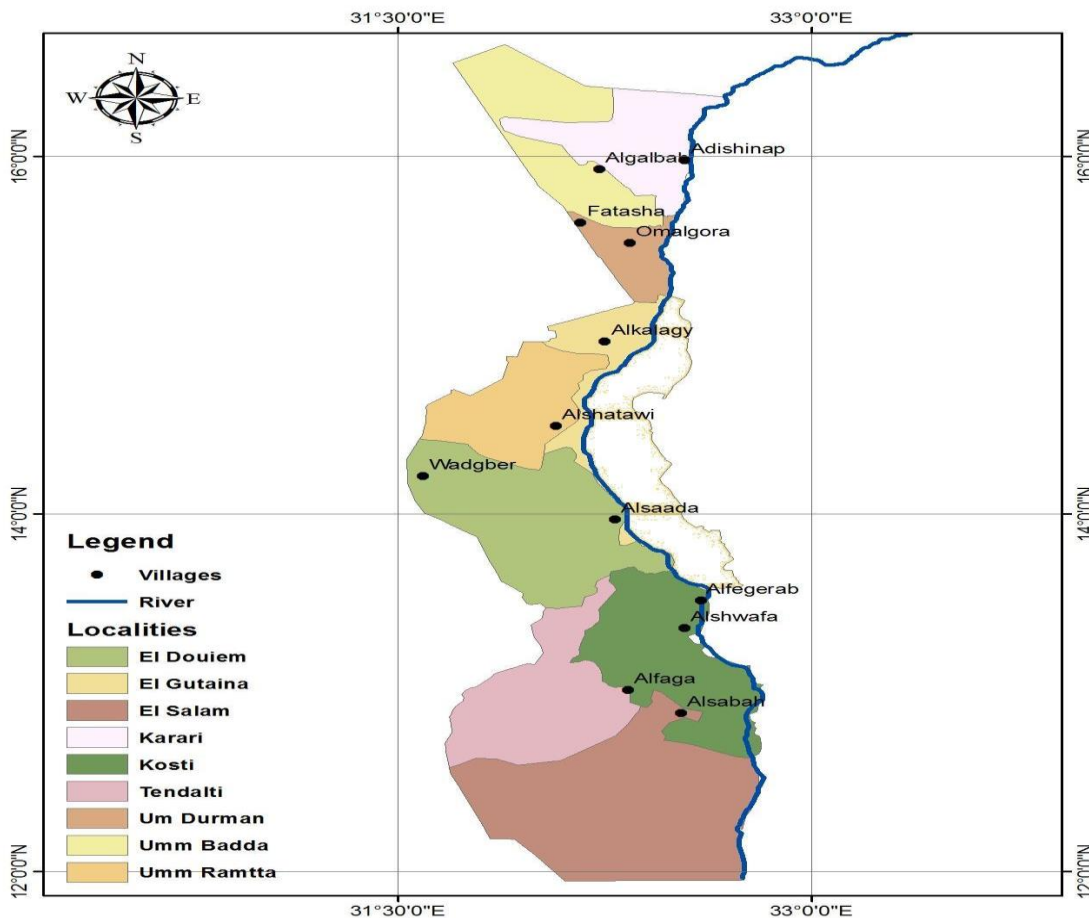 31°30'0"E
33°0'0"E
N
W
E
S
16°0'0"N
16°0'0"N
Adishinap
Algalbah
Fatasha
Omalgora
Alkalagy
Alshatawi
Wadgber
14°0'0"N
14°0'0"N
Alsaada
Legend
Villages
River
Localities
El Douiem
El Gutaina
El Salam
Karari
Kosti
Tendalti
Um Durman
Umm Badda
Umm Ramtta
Alfegerab
Alshwafa
Alfaga
Alsabah
12°0'0"N
12°0'0"N
31°30'0"E
33°0'0"E